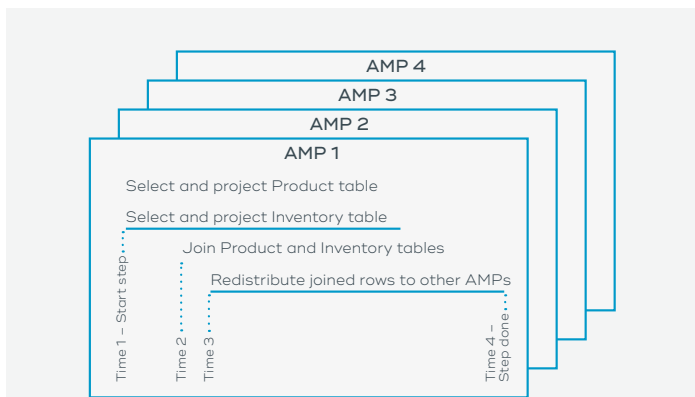 AMP 4
AMP 3
AMP 2
AMP 1
Select and project Product table
Select and project Inventory table
Join Product and Inventory tables
Redistribute joined rows to other AMPs
Time 1 – Start step
Time 2
Time 3
Time 4 –
Step done